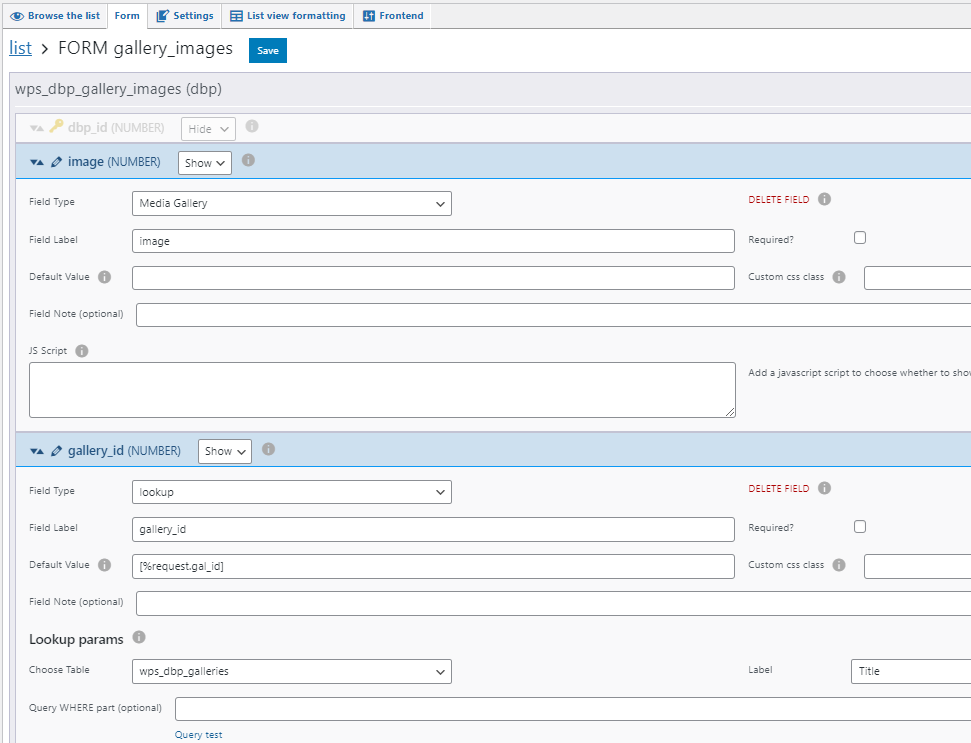 Browse the list Form Settings List view formatting Frontend
list > FORM gallery_images Save
wps_dbp_gallery_images (dbp)
dbp_id (NUMBER) Hide
image (NUMBER) Show
Field Type Media Gallery DELETE FIELD
Field Label image Required?
Default Value Custom css class
Field Note (optional)
JS Script
Add a javascript script to choose whether to sho
gallery_id (NUMBER) Show
Field Type lookup DELETE FIELD
Field Label gallery_id Required?
Default Value [%request.gal_id] Custom css class
Field Note (optional)
Lookup params
Choose Table wps_dbp_galleries Label Title
Query WHERE part (optional)
Query test